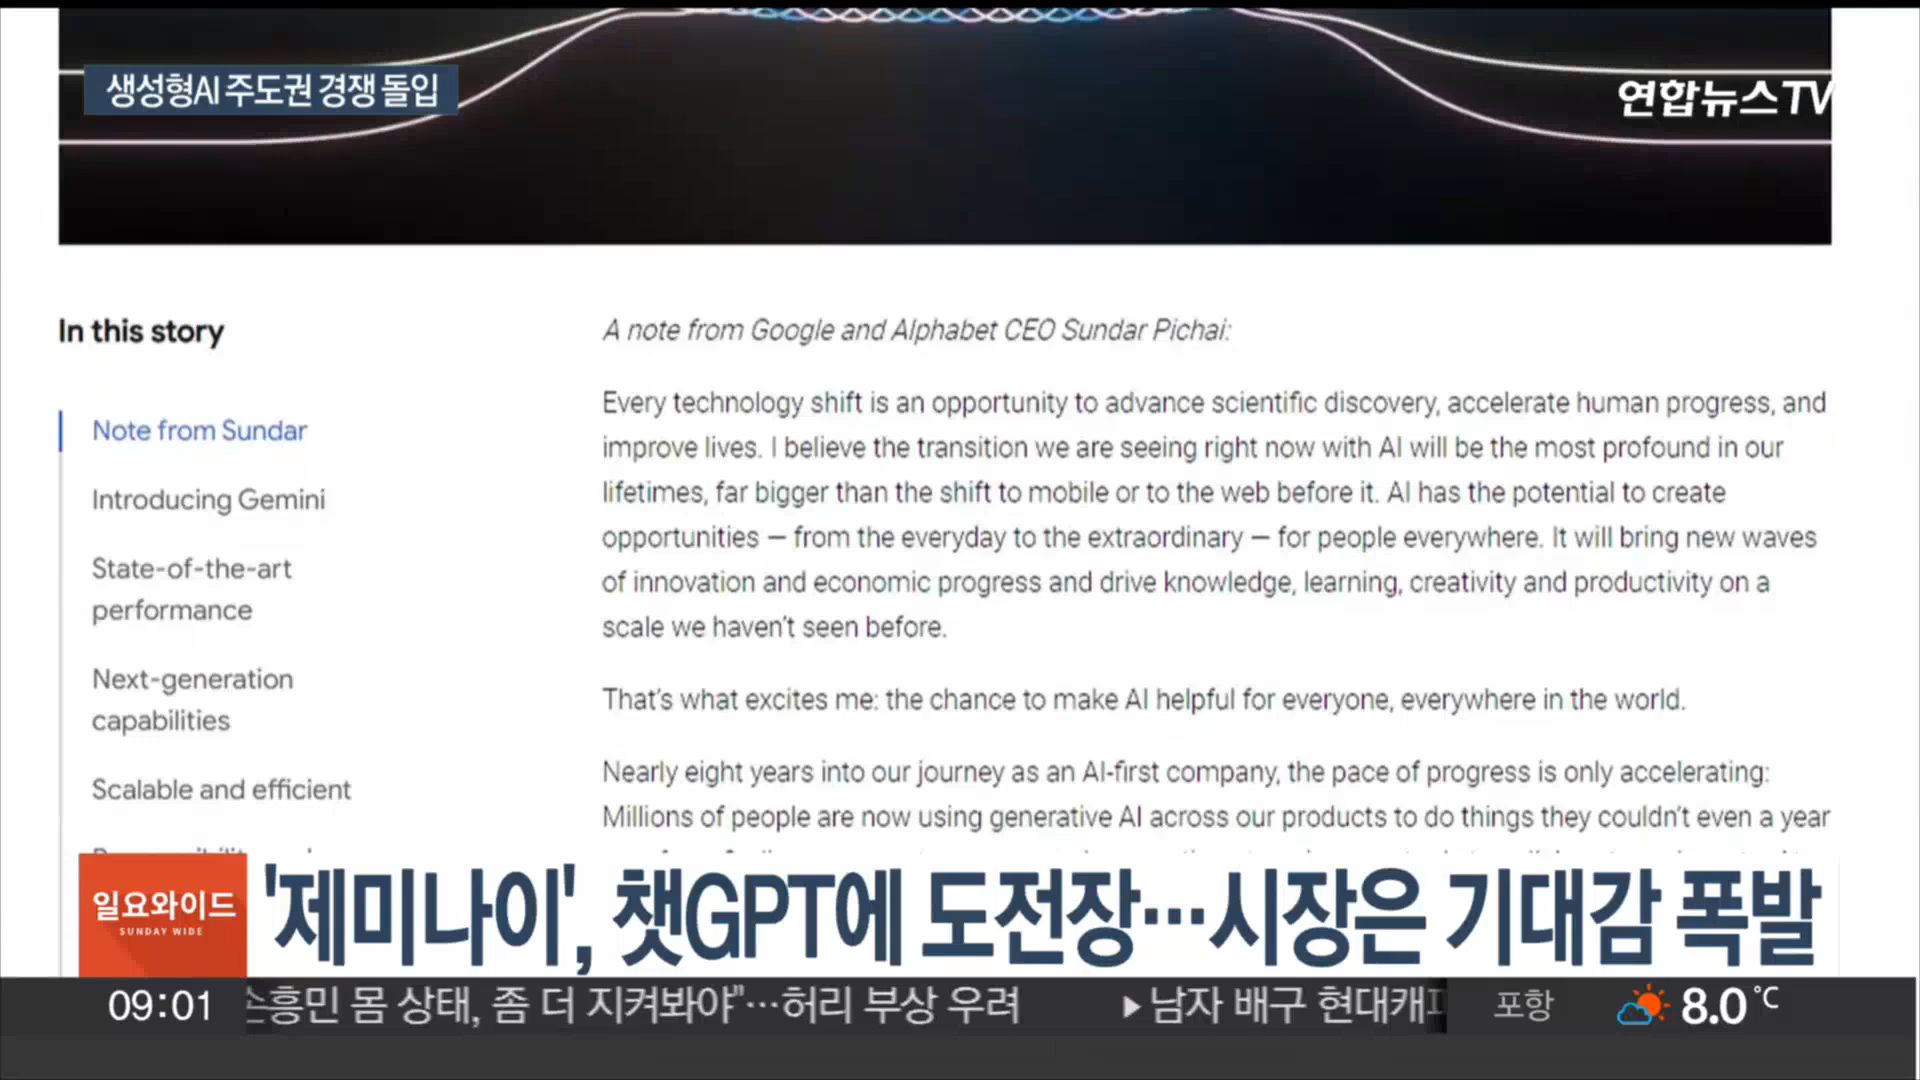 생성형AI 주도권 경쟁 돌입
연합뉴스TV
In this story
Note from Sundar
Introducing Gemini
State-of-the-art
performance
Next-generation
capabilities
Scalable and efficient
A note from Google and Alphabet CEO Sundar Pichai:
Every technology shift is an opportunity to advance scientific discovery, accelerate human progress, and
improve lives. I believe the transition we are seeing right now with AI will be the most profound in our
lifetimes, far bigger than the shift to mobile or to the web before it. AI has the potential to create
opportunities — from the everyday to the extraordinary — for people everywhere. It will bring new waves
of innovation and economic progress and drive knowledge, learning, creativity and productivity on a
scale we haven't seen before.
That's what excites me: the chance to make AI helpful for everyone, everywhere in the world.
Nearly eight years into our journey as an AI-first company, the pace of progress is only accelerating:
Millions of people are now using generative AI across our products to do things they couldn't even a year
일요와이드
SUNDAY WIDE
'제미나이', 챗GPT에 도전장…시장은 기대감 폭발
09:01
손흥민 몸 상태, 좀 더 지켜봐야"…허리 부상 우려
▶남자 배구 현대캐피
포항
8.0℃